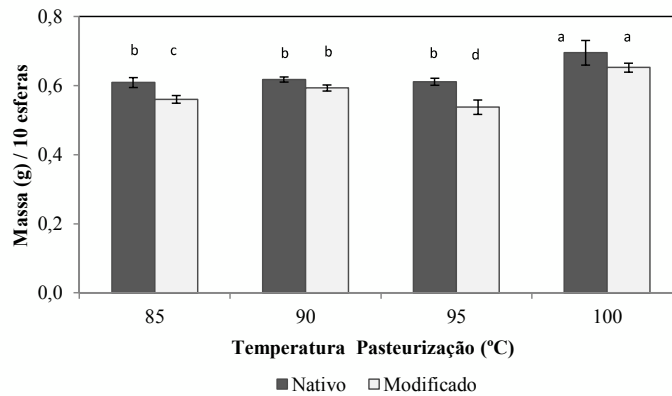 0,8
b c b b b d a a
0,6
0,4
0,2
0,0
Massa (g) / 10 esferas
85 90 95 100
Temperatura Pasteurização (ºC)
Nativo Modificado